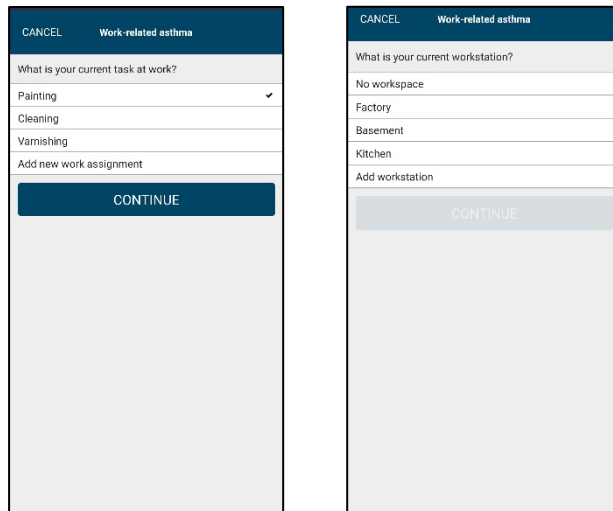 CANCEL Work-related asthma
What is your current task at work?
Painting
Cleaning
Varnishing
Add new work assignment
CONTINUE
CANCEL Work-related asthma
What is your current workstation?
No workspace
Factory
Basement
Kitchen
Add workstation
CONTINUE